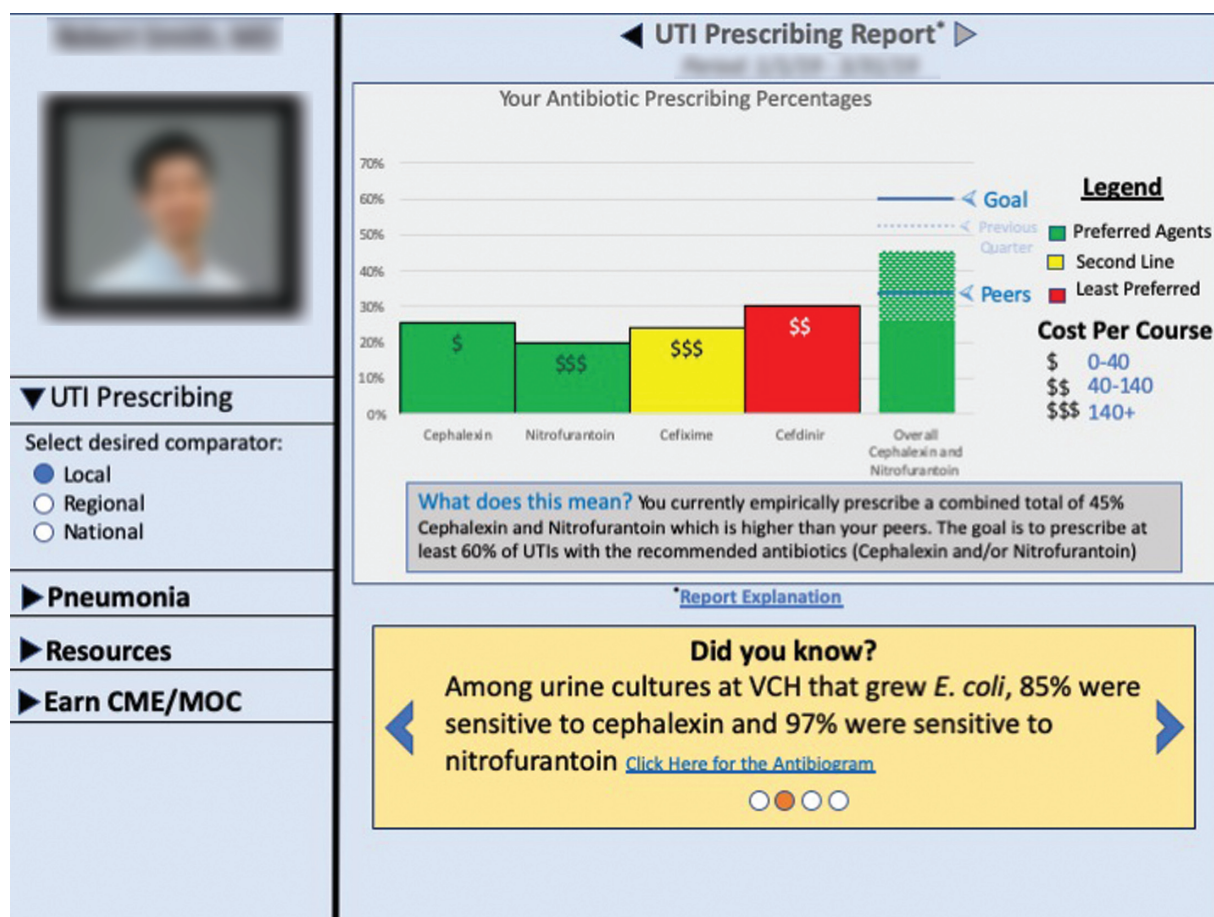 UTI Prescribing Report*
Your Antibiotic Prescribing Percentages
70%
60%
50%
40%
30%
20%
10%
0%
$
$$$
$$$
$$
Cephalexin
Nitrofurantoin
Cefixime
Cefdinir
Overall
Cephalexin and
Nitrofurantoin
Goal
Previous
Quarter
Peers
Legend
Preferred Agents
Second Line
Least Preferred
Cost Per Course
$ 0-40
$$ 40-140
$$$ 140+
What does this mean? You currently empirically prescribe a combined total of 45%
Cephalexin and Nitrofurantoin which is higher than your peers. The goal is to prescribe at
least 60% of UTIs with the recommended antibiotics (Cephalexin and/or Nitrofurantoin)
*Report Explanation
UTI Prescribing
Select desired comparator:
Local
Regional
National
Pneumonia
Resources
Earn CME/MOC
Did you know?
Among urine cultures at VCH that grew E. coli, 85% were
sensitive to cephalexin and 97% were sensitive to
nitrofurantoin Click Here for the Antibiogram